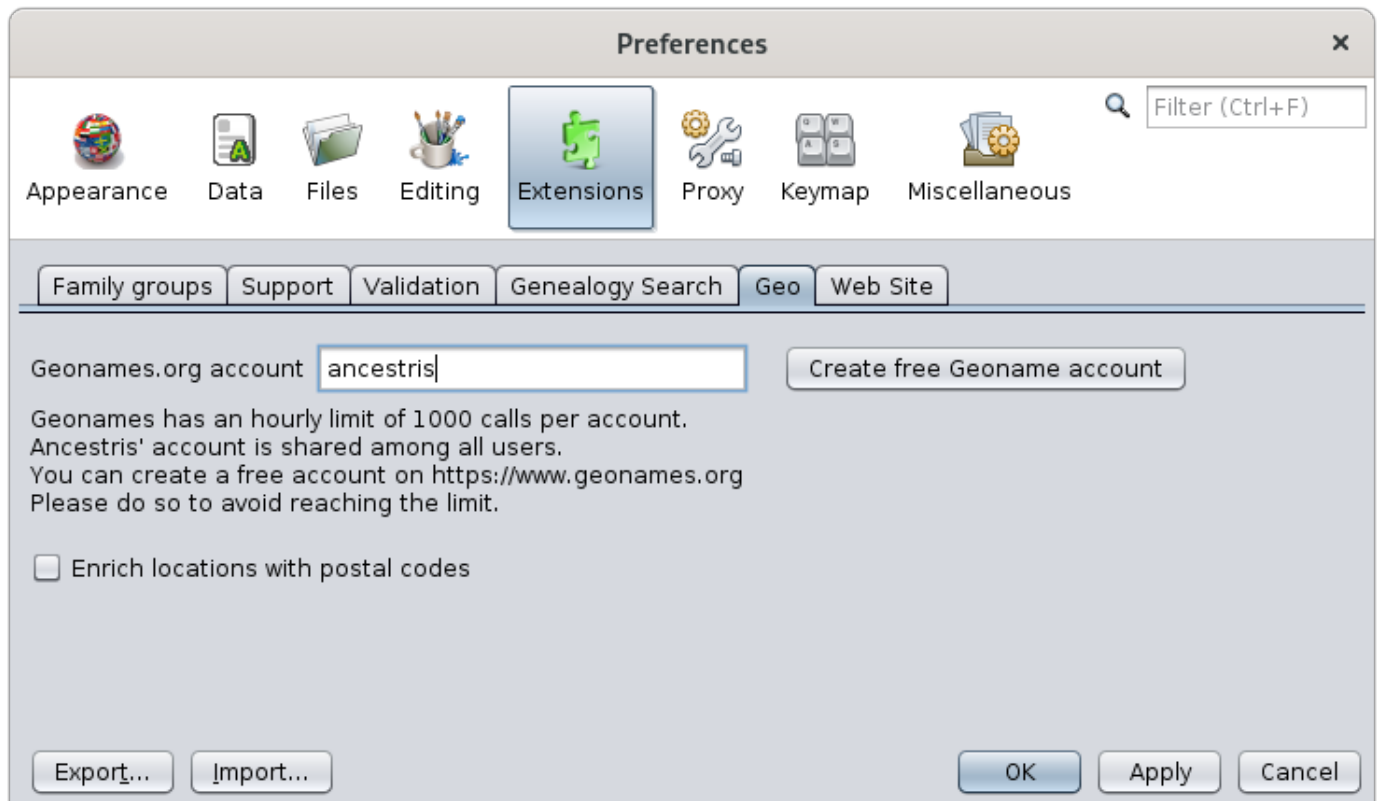 Preferences
Filter (Ctrl+F)
Appearance Data Files Editing Extensions Proxy Keymap Miscellaneous
Family groups Support Validation Genealogy Search Geo Web Site
Geonames.org account ancestris Create free Geoname account
Geonames has an hourly limit of 1000 calls per account.
Ancestris' account is shared among all users.
You can create a free account on https://www.geonames.org
Please do so to avoid reaching the limit.
Enrich locations with postal codes
Export... Import... OK Apply Cancel